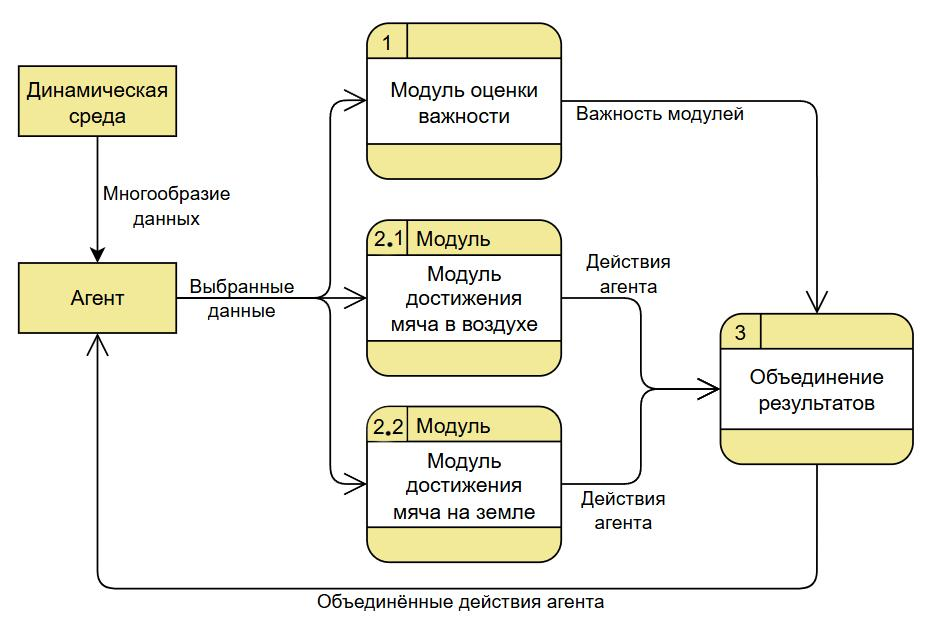 Динамическая
среда
Многообразие
данных
Агент
Выбранные
данные
1
Модуль оценки
важности
Важность модулей
2.1 Модуль
Модуль
достижения
мяча в воздухе
Действия
агента
2.2 Модуль
Модуль
достижения
мяча на земле
Действия
агента
3
Объединение
результатов
Объединённые действия агента